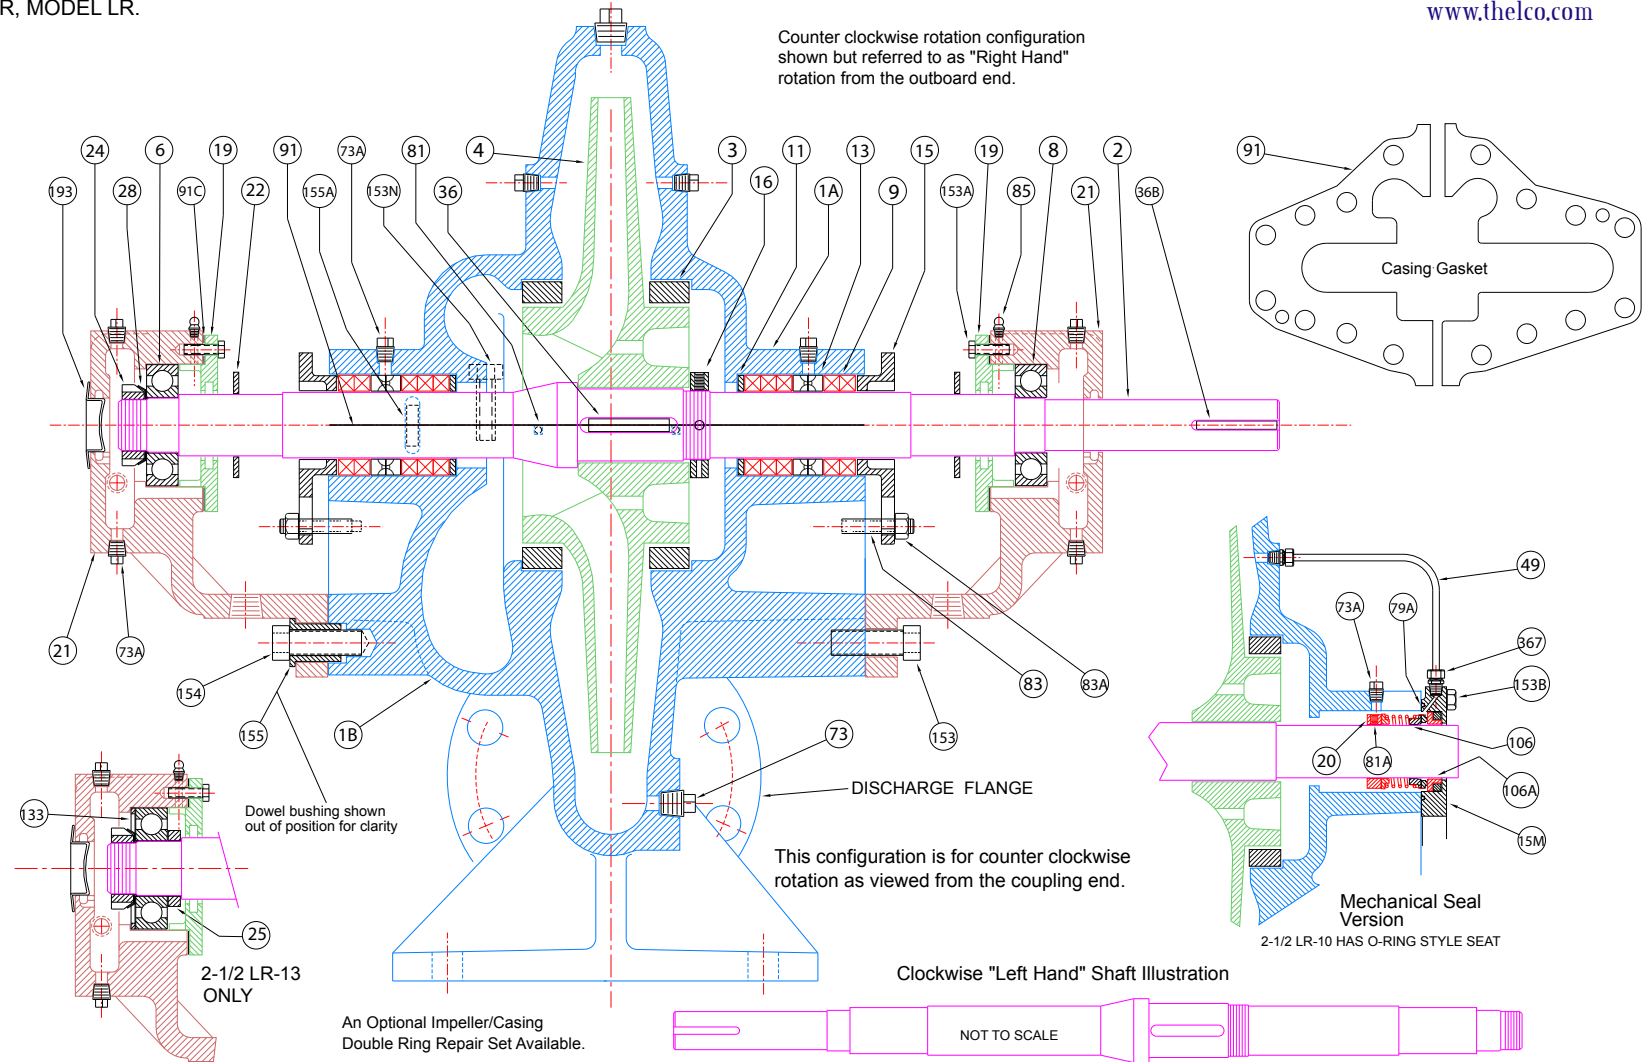 R, MODEL LR.
www.thelco.com
Counter clockwise rotation configuration
shown but referred to as "Right Hand"
rotation from the outboard end.
24 6 19 91 73A 81 4 3 11 13 15 19 8 2 91
193 28 91C 22 155A 153N 36 16 1A 9 153A 85 21 36B
Casing Gasket
21 73A 154 155 1B 83 83A 153 73
49
73A 79A
367
153B
20 81A 106
106A
15M
DISCHARGE FLANGE
Dowel bushing shown
out of position for clarity
133
25
2-1/2 LR-13
ONLY
This configuration is for counter clockwise
rotation as viewed from the coupling end.
Mechanical Seal
Version
2-1/2 LR-10 HAS O-RING STYLE SEAT
Clockwise "Left Hand" Shaft Illustration
NOT TO SCALE
An Optional Impeller/Casing
Double Ring Repair Set Available.